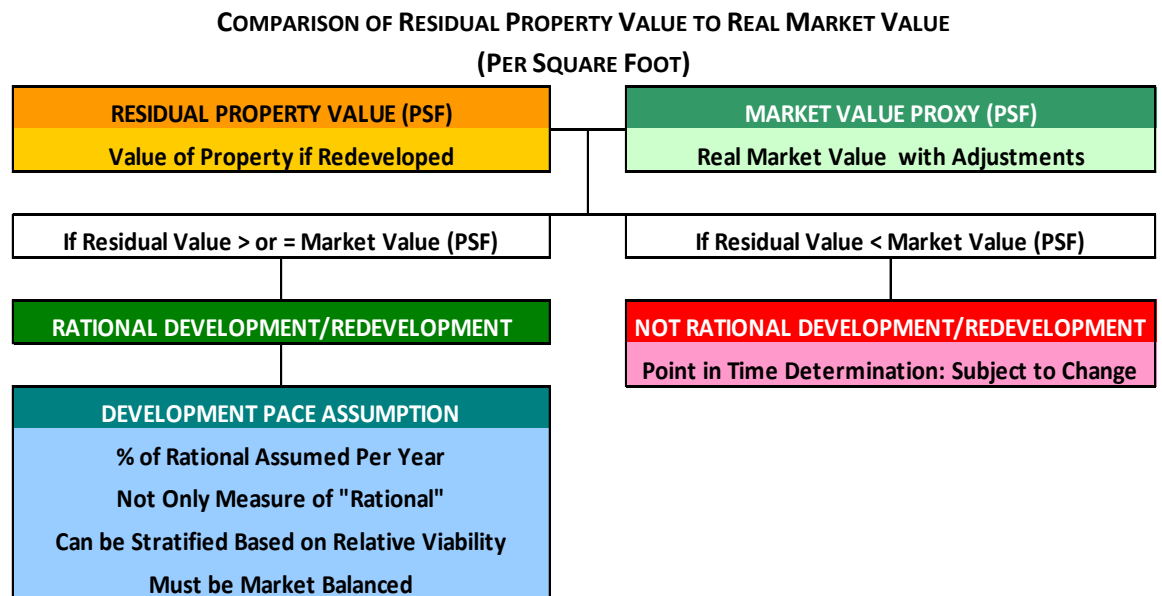 COMPARISON OF RESIDUAL PROPERTY VALUE TO REAL MARKET VALUE
(PER SQUARE FOOT)
RESIDUAL PROPERTY VALUE (PSF)
Value of Property if Redeveloped
MARKET VALUE PROXY (PSF)
Real Market Value with Adjustments
If Residual Value > or = Market Value (PSF)
If Residual Value < Market Value (PSF)
RATIONAL DEVELOPMENT/REDEVELOPMENT
NOT RATIONAL DEVELOPMENT/REDEVELOPMENT
Point in Time Determination: Subject to Change
DEVELOPMENT PACE ASSUMPTION
% of Rational Assumed Per Year
Not Only Measure of "Rational"
Can be Stratified Based on Relative Viability
Must be Market Balanced